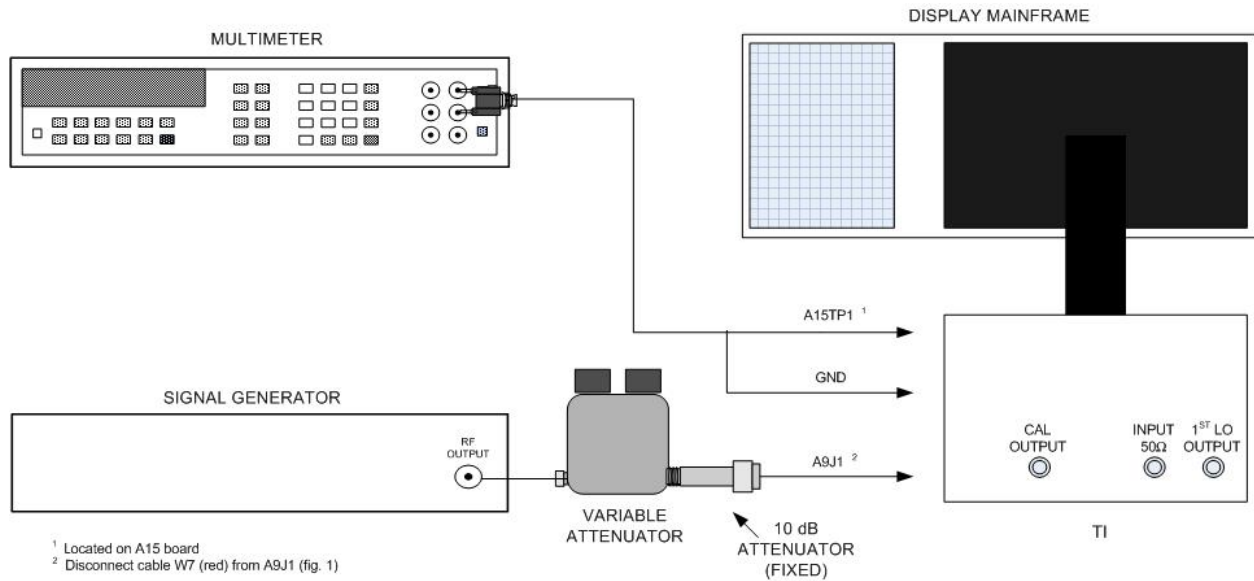 DISPLAY MAINFRAME
MULTIMETER
A15TP1 ¹
GND
SIGNAL GENERATOR
RF
OUTPUT
A9J1 ²
CAL
OUTPUT
INPUT
50Ω
1ST LO
OUTPUT
VARIABLE
ATTENUATOR
10 dB
ATTENUATOR
(FIXED)
TI
¹ Located on A15 board
² Disconnect cable W7 (red) from A9J1 (fig. 1)